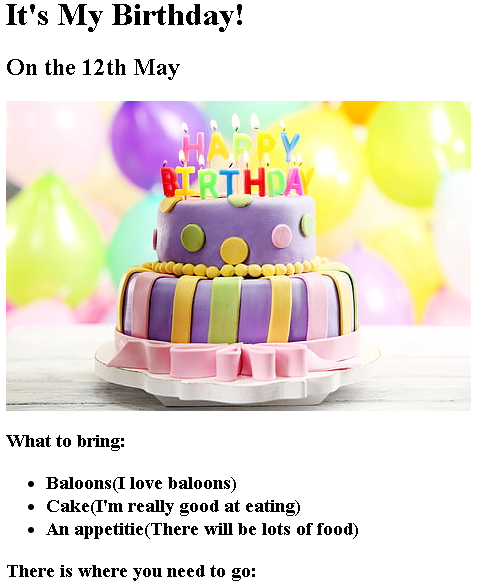 It's My Birthday!
On the 12th May
HAPPY
BIRTHDAY
What to bring:
Baloons(I love baloons)
Cake(I'm really good at eating)
An appetitie(There will be lots of food)
There is where you need to go: